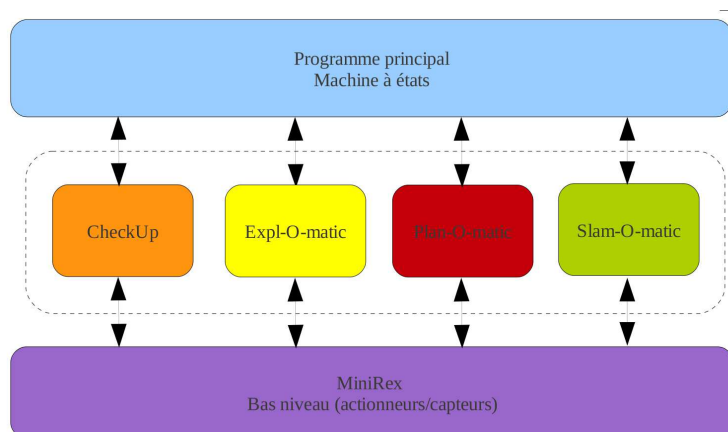 Programme principal
Machine à états
CheckUp
Expl-O-matic
Plan-O-matic
Slam-O-matic
MiniRex
Bas niveau (actionneurs/capteurs)